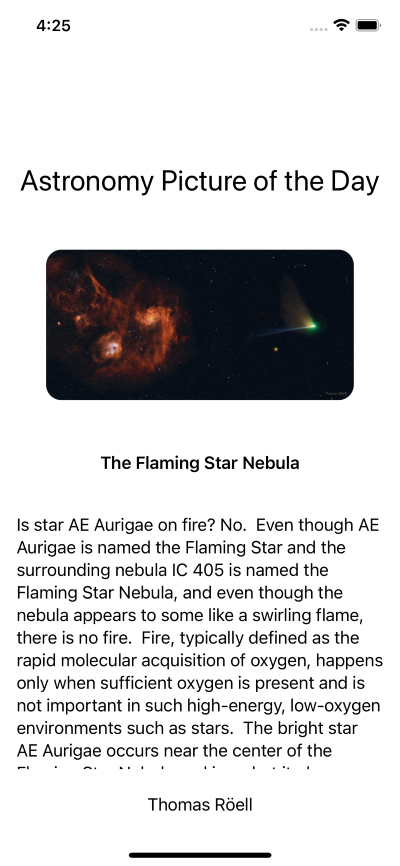 4:25
Astronomy Picture of the Day
The Flaming Star Nebula
Is star AE Aurigae on fire? No.  Even though AE
Aurigae is named the Flaming Star and the
surrounding nebula IC 405 is named the
Flaming Star Nebula, and even though the
nebula appears to some like a swirling flame,
there is no fire.  Fire, typically defined as the
rapid molecular acquisition of oxygen, happens
only when sufficient oxygen is present and is
not important in such high-energy, low-oxygen
environments such as stars.  The bright star
AE Aurigae occurs near the center of the
Thomas Röell